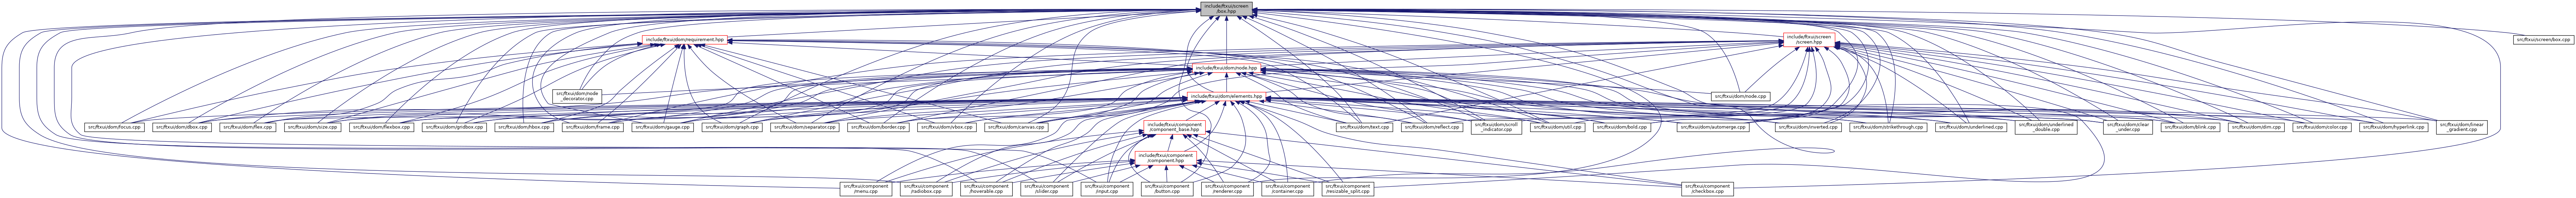 include/ftxui/screen
/box.hpp
include/ftxui/dom/requirement.hpp
include/ftxui/screen
/screen.hpp
src/ftxui/screen/box.cpp
include/ftxui/dom/node.hpp
src/ftxui/dom/node
_decorator.cpp
include/ftxui/dom/elements.hpp
src/ftxui/dom/node.cpp
src/ftxui/dom/focus.cpp
src/ftxui/dom/dbox.cpp
src/ftxui/dom/flex.cpp
src/ftxui/dom/size.cpp
src/ftxui/dom/flexbox.cpp
src/ftxui/dom/gridbox.cpp
src/ftxui/dom/hbox.cpp
src/ftxui/dom/frame.cpp
src/ftxui/dom/gauge.cpp
src/ftxui/dom/graph.cpp
src/ftxui/dom/separator.cpp
src/ftxui/dom/border.cpp
src/ftxui/dom/vbox.cpp
src/ftxui/dom/canvas.cpp
include/ftxui/component
/component_base.hpp
src/ftxui/dom/text.cpp
src/ftxui/dom/reflect.cpp
src/ftxui/dom/scroll
_indicator.cpp
src/ftxui/dom/util.cpp
src/ftxui/dom/bold.cpp
src/ftxui/dom/automerge.cpp
src/ftxui/dom/inverted.cpp
src/ftxui/dom/strikethrough.cpp
src/ftxui/dom/underlined.cpp
src/ftxui/dom/underlined
_double.cpp
src/ftxui/dom/clear
_under.cpp
src/ftxui/dom/blink.cpp
src/ftxui/dom/dim.cpp
src/ftxui/dom/color.cpp
src/ftxui/dom/hyperlink.cpp
src/ftxui/dom/linear
_gradient.cpp
include/ftxui/component
/component.hpp
src/ftxui/component
/menu.cpp
src/ftxui/component
/radiobox.cpp
src/ftxui/component
/hoverable.cpp
src/ftxui/component
/slider.cpp
src/ftxui/component
/input.cpp
src/ftxui/component
/button.cpp
src/ftxui/component
/renderer.cpp
src/ftxui/component
/container.cpp
src/ftxui/component
/resizable_split.cpp
src/ftxui/component
/checkbox.cpp